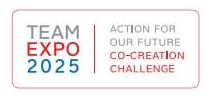 TEAM
EXPO
2025
ACTION FOR
OUR FUTURE
CO-CREATION
CHALLENGE